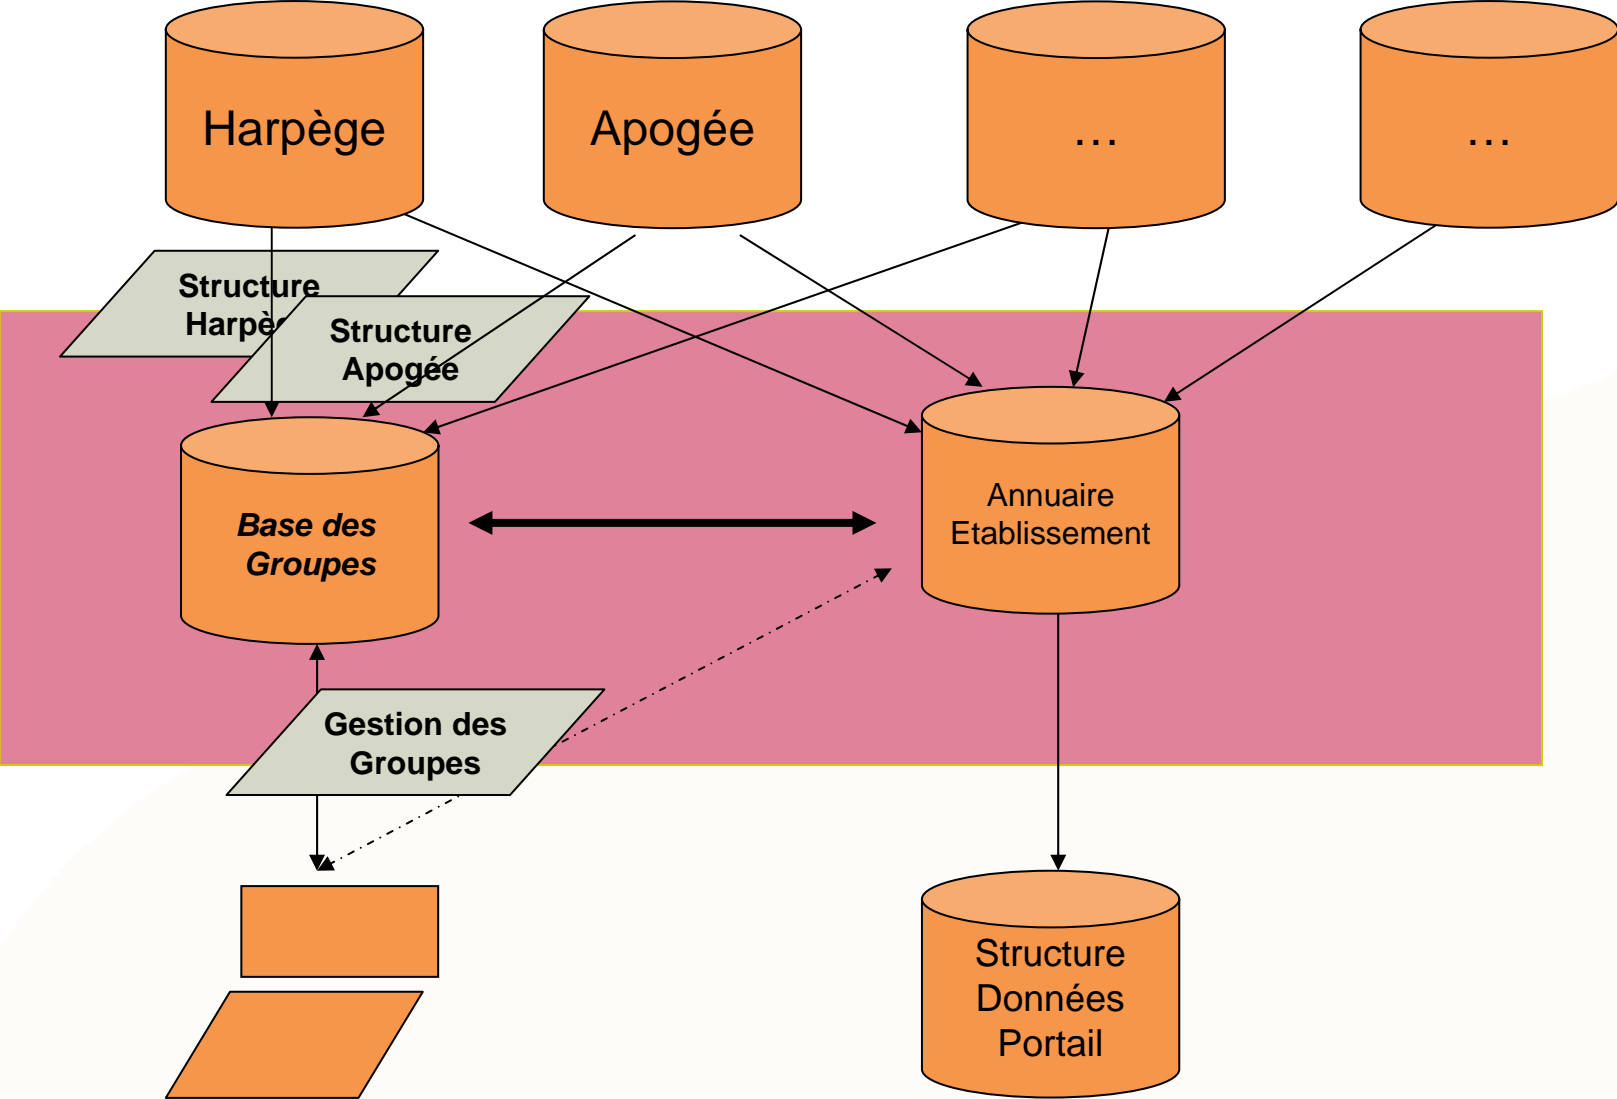 Harpège
Apogée
…
…
Structure
Harpè
Structure
Apogée
Base des
Groupes
Annuaire
Etablissement
Gestion des
Groupes
Structure
Données
Portail